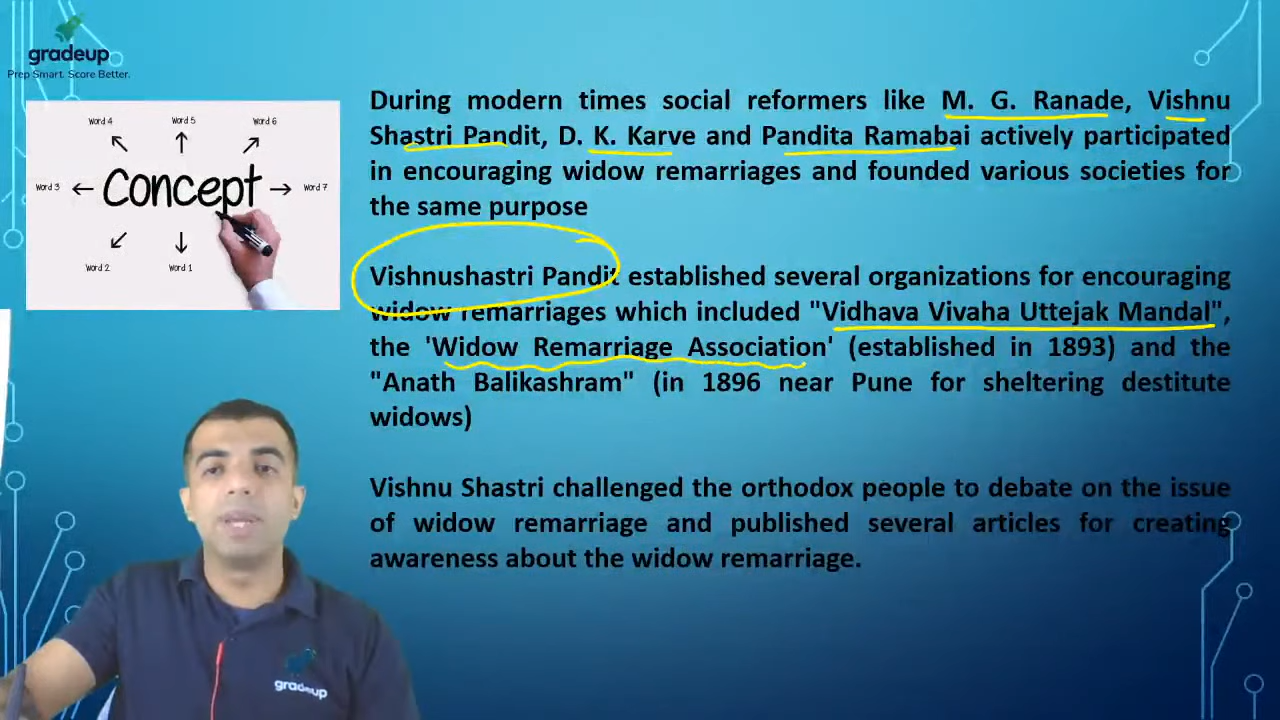 gradeup
Prep Smart. Score Better.
Word 4
Word 5
Word 6
Word 3
Concept
Word 7
Word 2
Word 1
During modern times social reformers like M. G. Ranade, Vishnu
Shastri Pandit, D. K. Karve and Pandita Ramabai actively participated
in encouraging widow remarriages and founded various societies for
the same purpose
Vishnushastri Pandit established several organizations for encouraging
widow remarriages which included "Vidhava Vivaha Uttejak Mandal",
the 'Widow Remarriage Association' (established in 1893) and the
"Anath Balikashram" (in 1896 near Pune for sheltering destitute
widows)
Vishnu Shastri challenged the orthodox people to debate on the issue
of widow remarriage and published several articles for creating
awareness about the widow remarriage.
gradeup